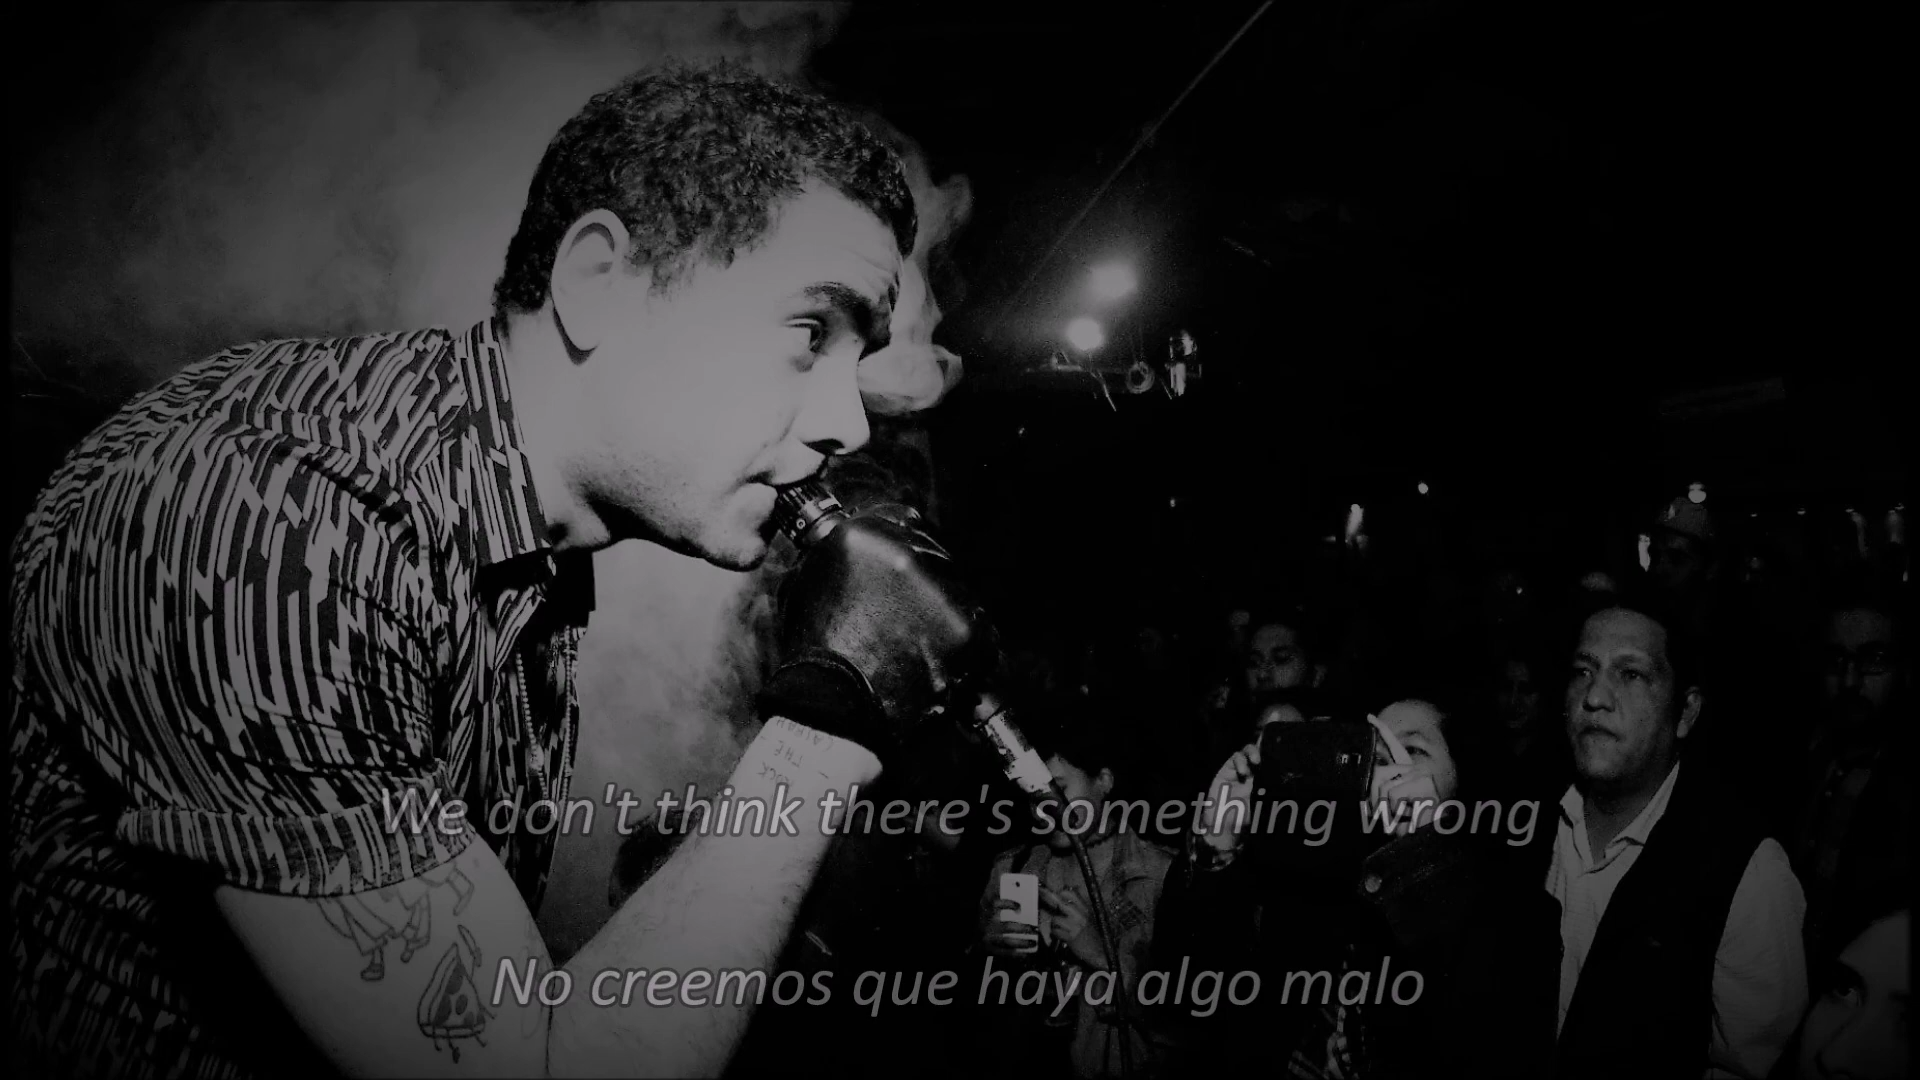 We don't think there's something wrong
No creemos que haya algo malo